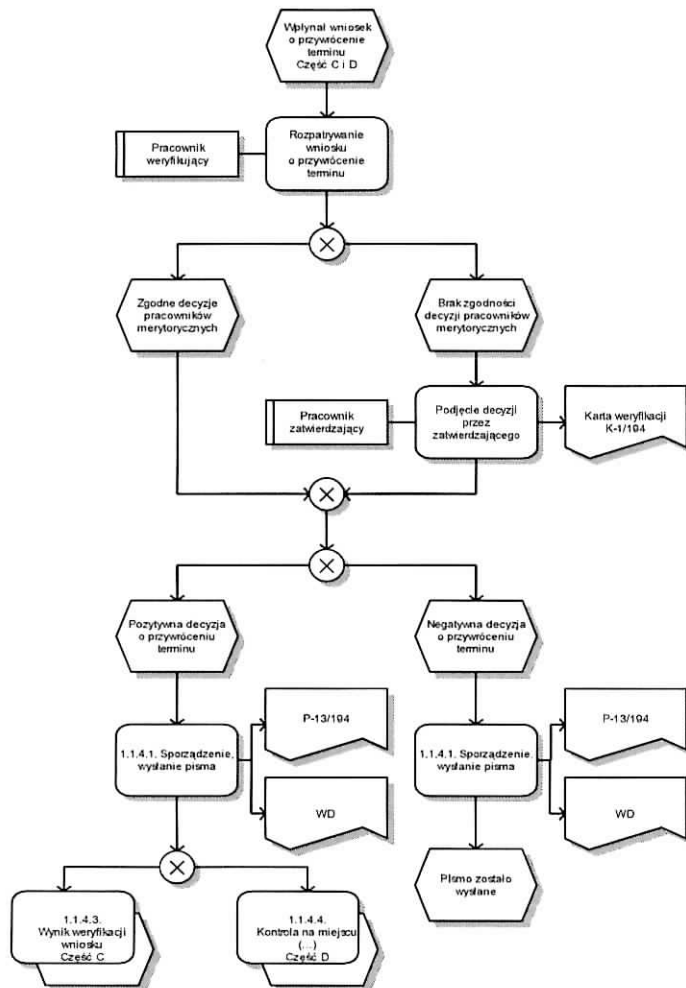 Wpłynął wniosek
o przywrócenie
terminu
Część C i D
Pracownik
weryfikujący
Rozpatrywanie
wniosku
o przywrócenie
terminu
Zgodne decyzje
pracowników
merytorycznych
Brak zgodności
decyzji pracowników
merytorycznych
Pracownik
zatwierdzający
Podjęcie decyzji
przez
zatwierdzającego
Karta weryfikacji
K-1/194
Pozytywna decyzja
o przywróceniu
terminu
Negatywna decyzja
o przywróceniu
terminu
1.1.4.1. Sporządzenie,
wysłanie pisma
P-13/194
WD
1.1.4.1. Sporządzenie,
wysłanie pisma
P-13/194
WD
Pismo zostało
wysłane
1.1.4.3.
Wynik weryfikacji
wniosku
Część C
1.1.4.4.
Kontrola na miejscu
(...)
Część D